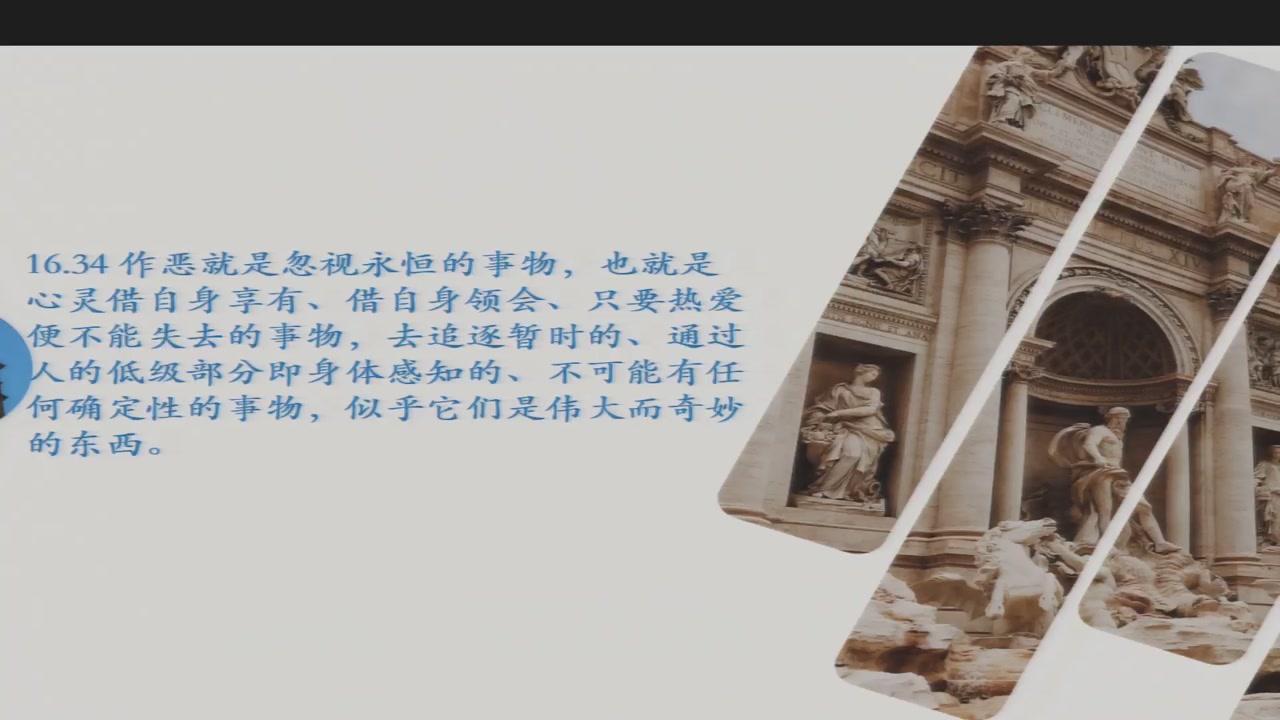 16.34 作恶就是忽视永恒的事物，也就是
心灵借自身享有、借自身领会、只要热爱
便不能失去的事物，去追逐暂时的、通过
人的低级部分即身体感知的、不可能有任
何确定性的事物，似乎它们是伟大而奇妙
的东西。